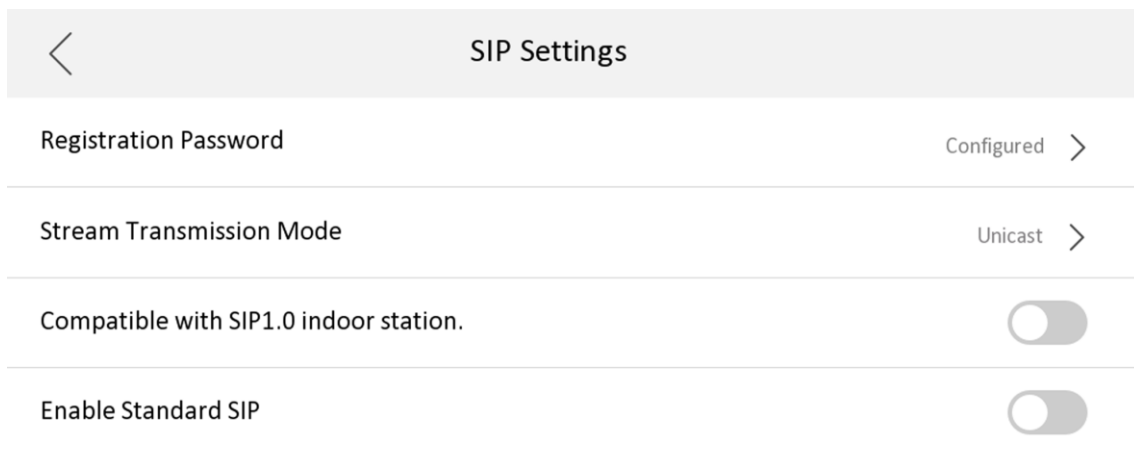 SIP Settings
Registration Password
Configured
Stream Transmission Mode
Unicast
Compatible with SIP1.0 indoor station.
Enable Standard SIP